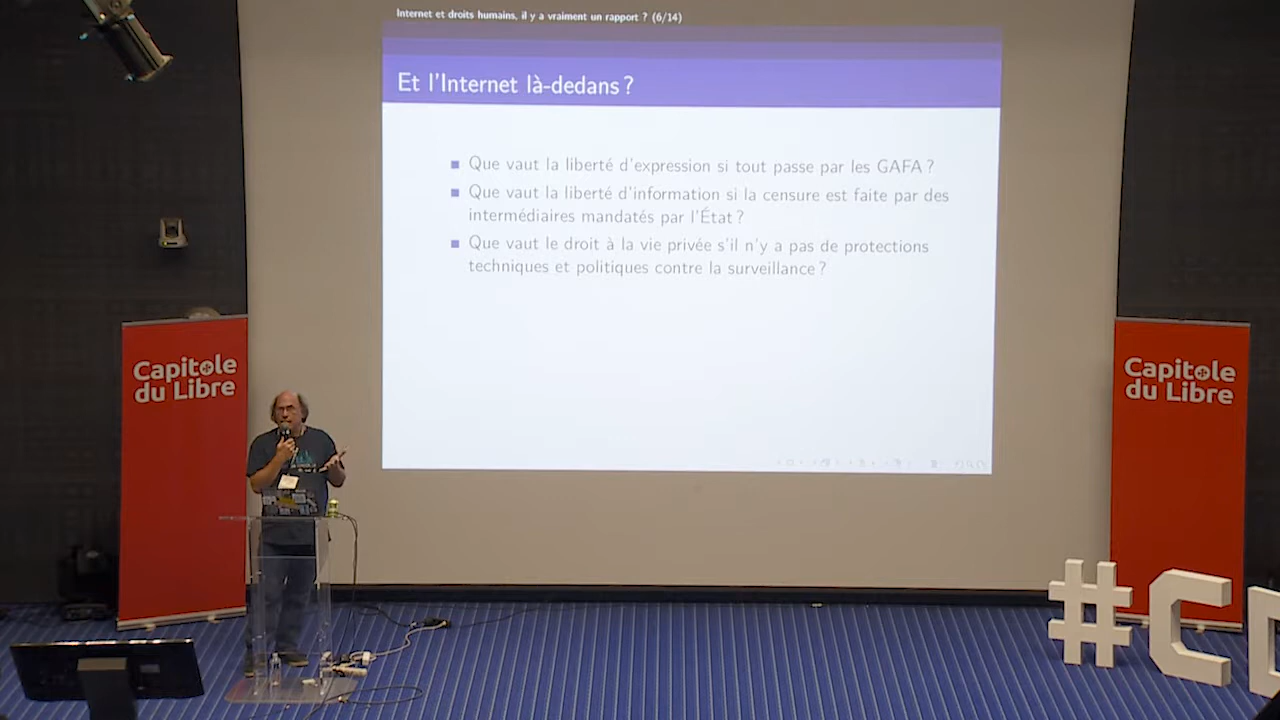 Internet et droits humains, il y a vraiment un rapport ? (6/14)
Et l'Internet là-dedans ?
Que vaut la liberté d'expression si tout passe par les GAFA ?
Que vaut la liberté d'information si la censure est faite par des
intermédiaires mandatés par l'État ?
Que vaut le droit à la vie privée s'il n'y a pas de protections
techniques et politiques contre la surveillance ?
Capitole
du Libre
Capitole
du Libre
#C